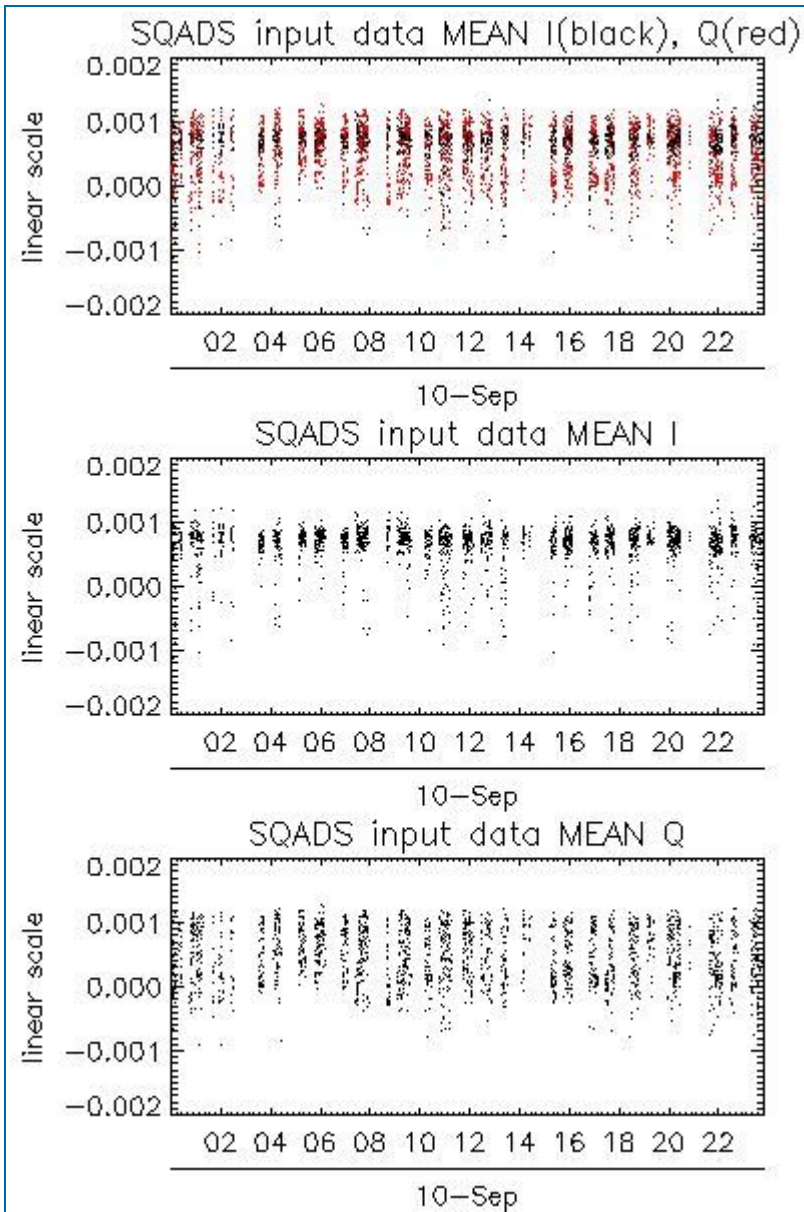 SQADS input data MEAN I(black), Q(red)
0.002
0.001
0.000
−0.001
−0.002
linear scale
02 04 06 08 10 12 14 16 18 20 22
10−Sep
SQADS input data MEAN I
0.002
0.001
0.000
−0.001
−0.002
linear scale
02 04 06 08 10 12 14 16 18 20 22
10−Sep
SQADS input data MEAN Q
0.002
0.001
0.000
−0.001
−0.002
linear scale
02 04 06 08 10 12 14 16 18 20 22
10−Sep